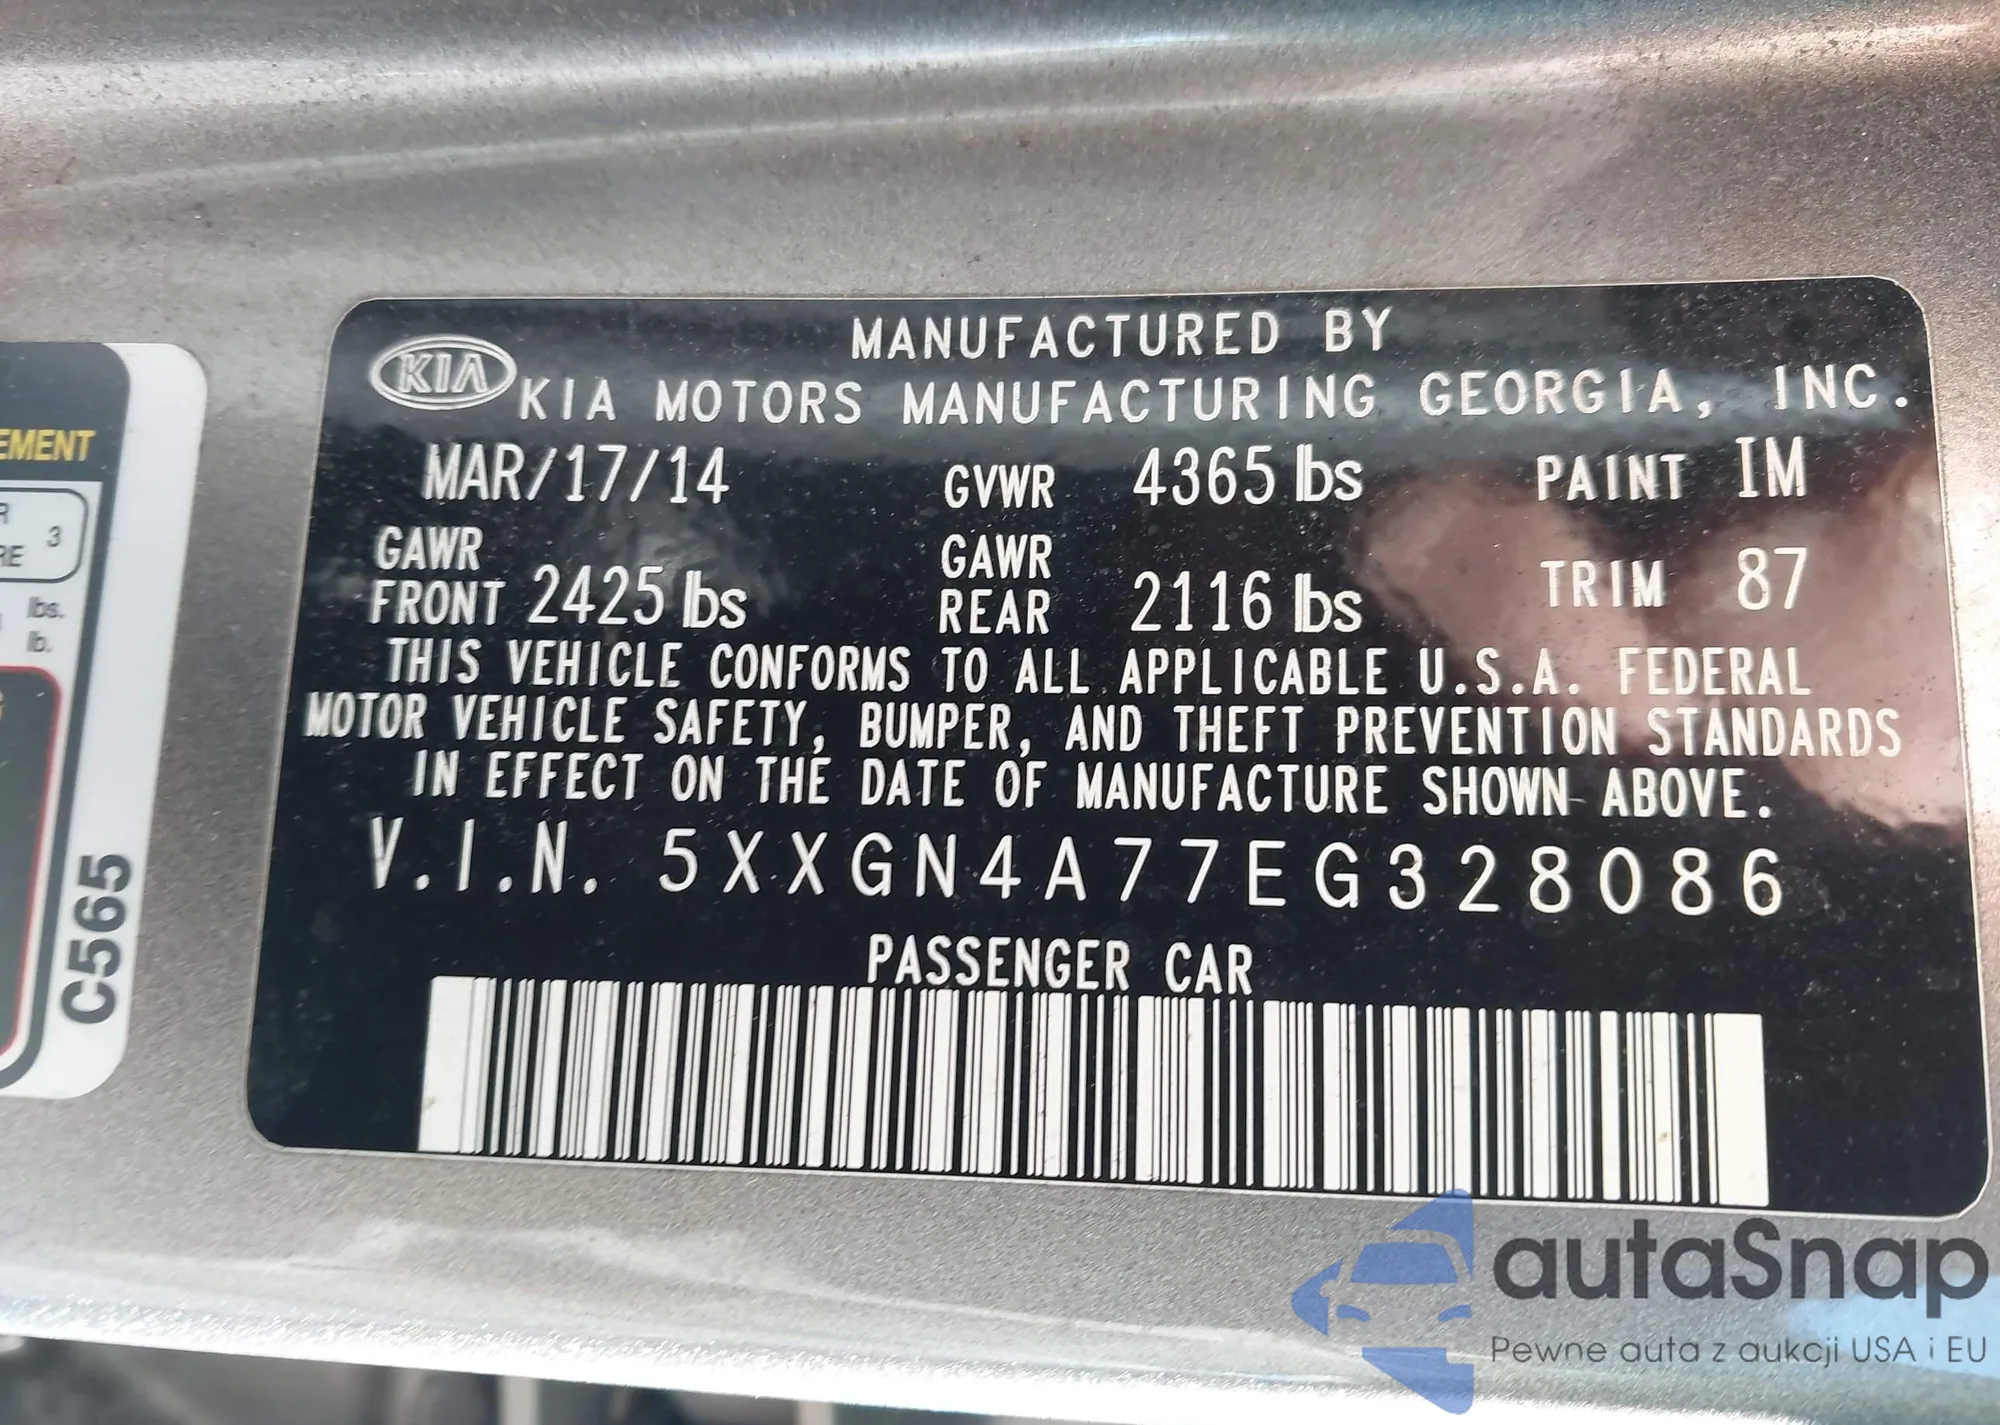 EMENT
R
RE
3
lbs.
lb.
C565
KIA
MANUFACTURED BY
KIA MOTORS MANUFACTURING GEORGIA, INC.
MAR/17/14 GVWR 4365 lbs PAINT IM
GAWR FRONT 2425 lbs GAWR REAR 2116 lbs TRIM 87
THIS VEHICLE CONFORMS TO ALL APPLICABLE U.S.A. FEDERAL
MOTOR VEHICLE SAFETY, BUMPER, AND THEFT PREVENTION STANDARDS
IN EFFECT ON THE DATE OF MANUFACTURE SHOWN ABOVE.
V.I.N. 5XXGN4A77EG328086
PASSENGER CAR
autaSnap
Pewne auta z aukcji USA i EU